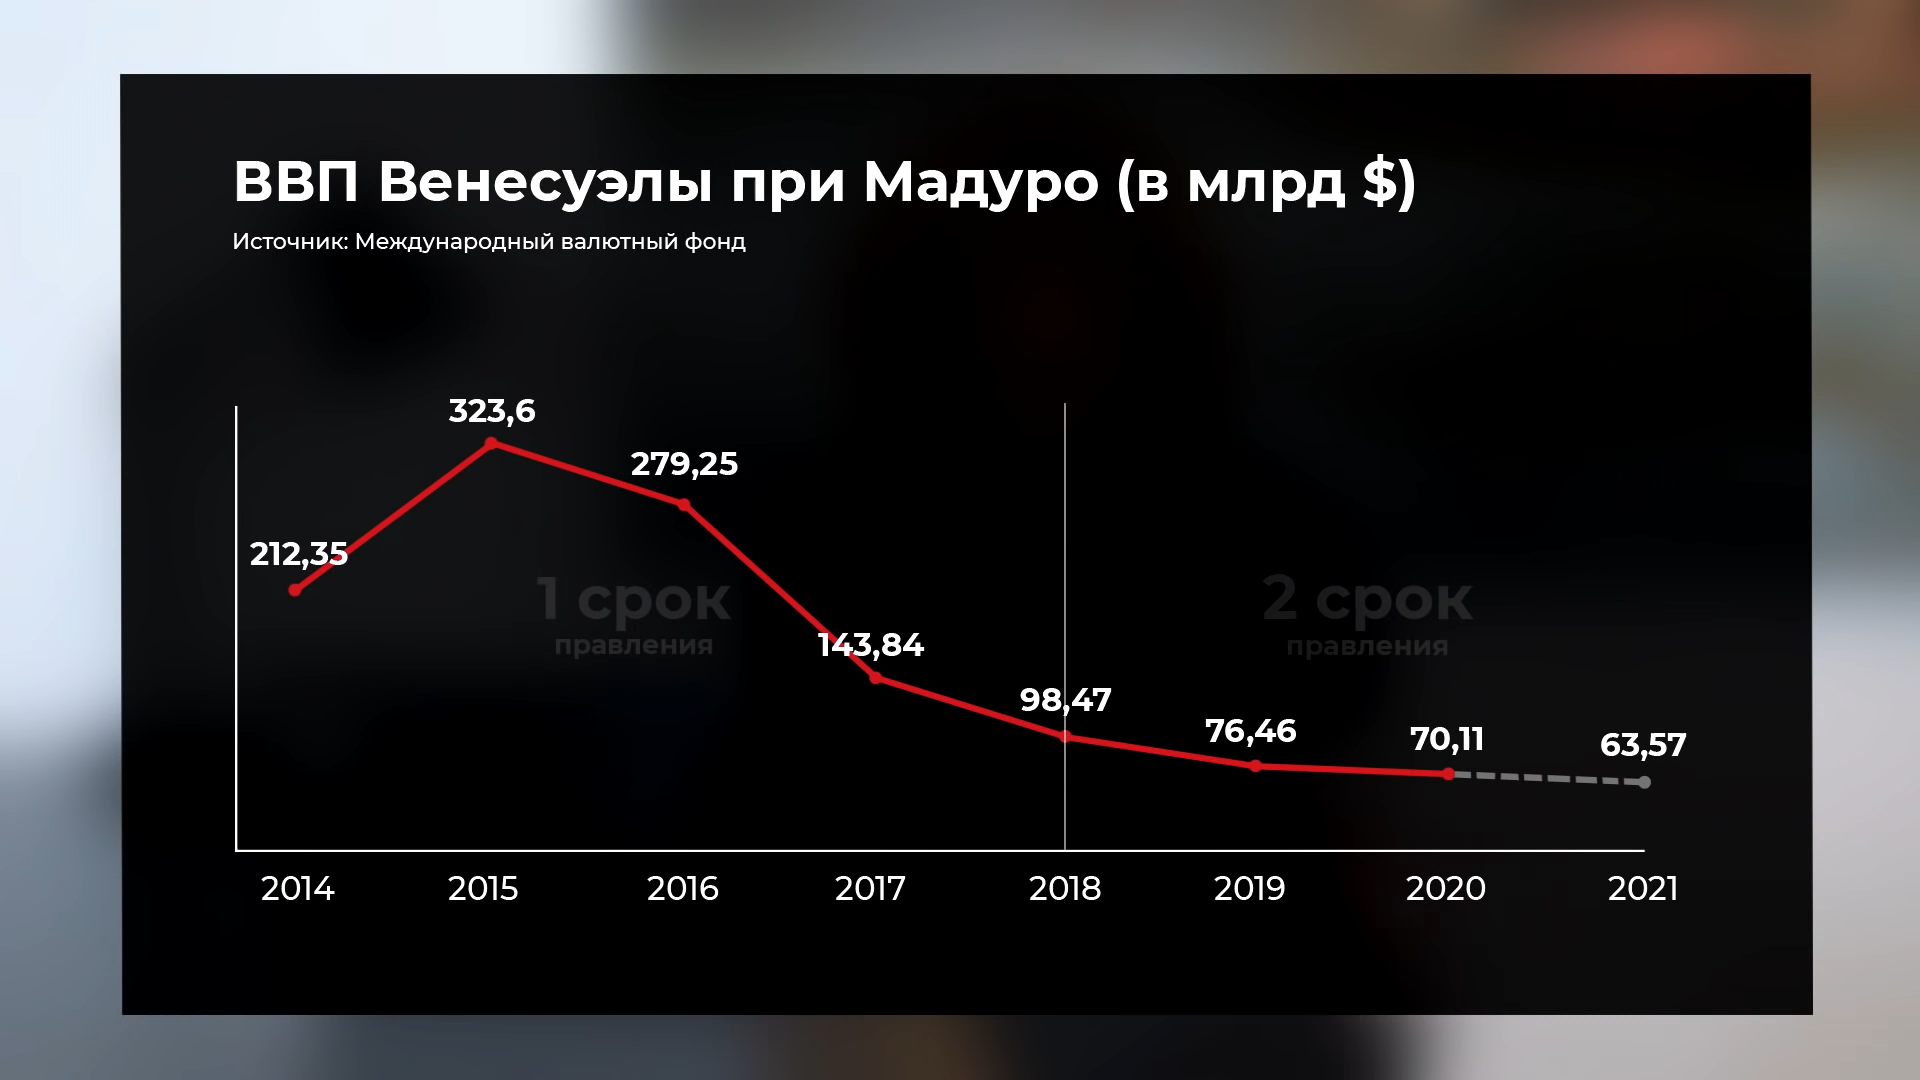 ВВП Венесуэлы при Мадуро (в млрд $)
Источник: Международный валютный фонд
323,6
279,25
212,35
1 срок
правления
2 срок
правления
143,84
98,47
76,46
70,11
63,57
2014 2015 2016 2017 2018 2019 2020 2021